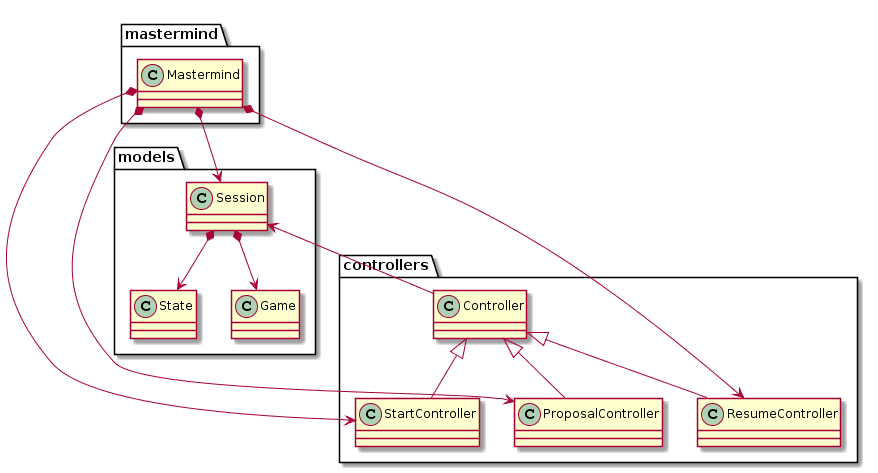 mastermind
C Mastermind
models
C Session
controllers
C State
C Game
C Controller
C StartController
C ProposalController
C ResumeController